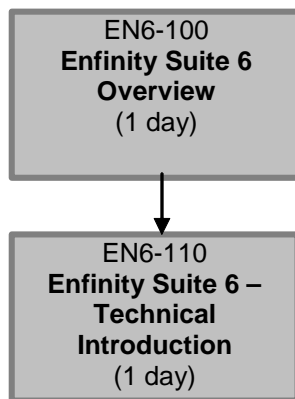 EN6-100
Enfinity Suite 6
Overview
(1 day)
EN6-110
Enfinity Suite 6 –
Technical
Introduction
(1 day)